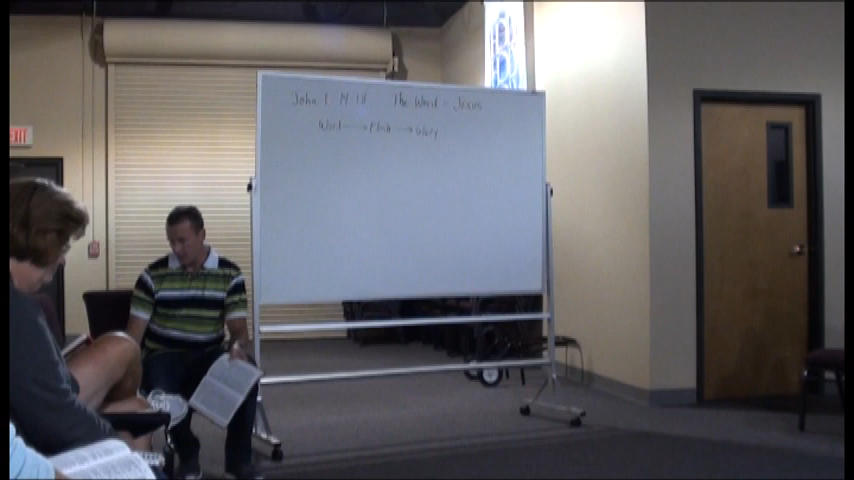 John 1:14-18 The Word - Jesus
Word → Flesh → Glory
EXIT